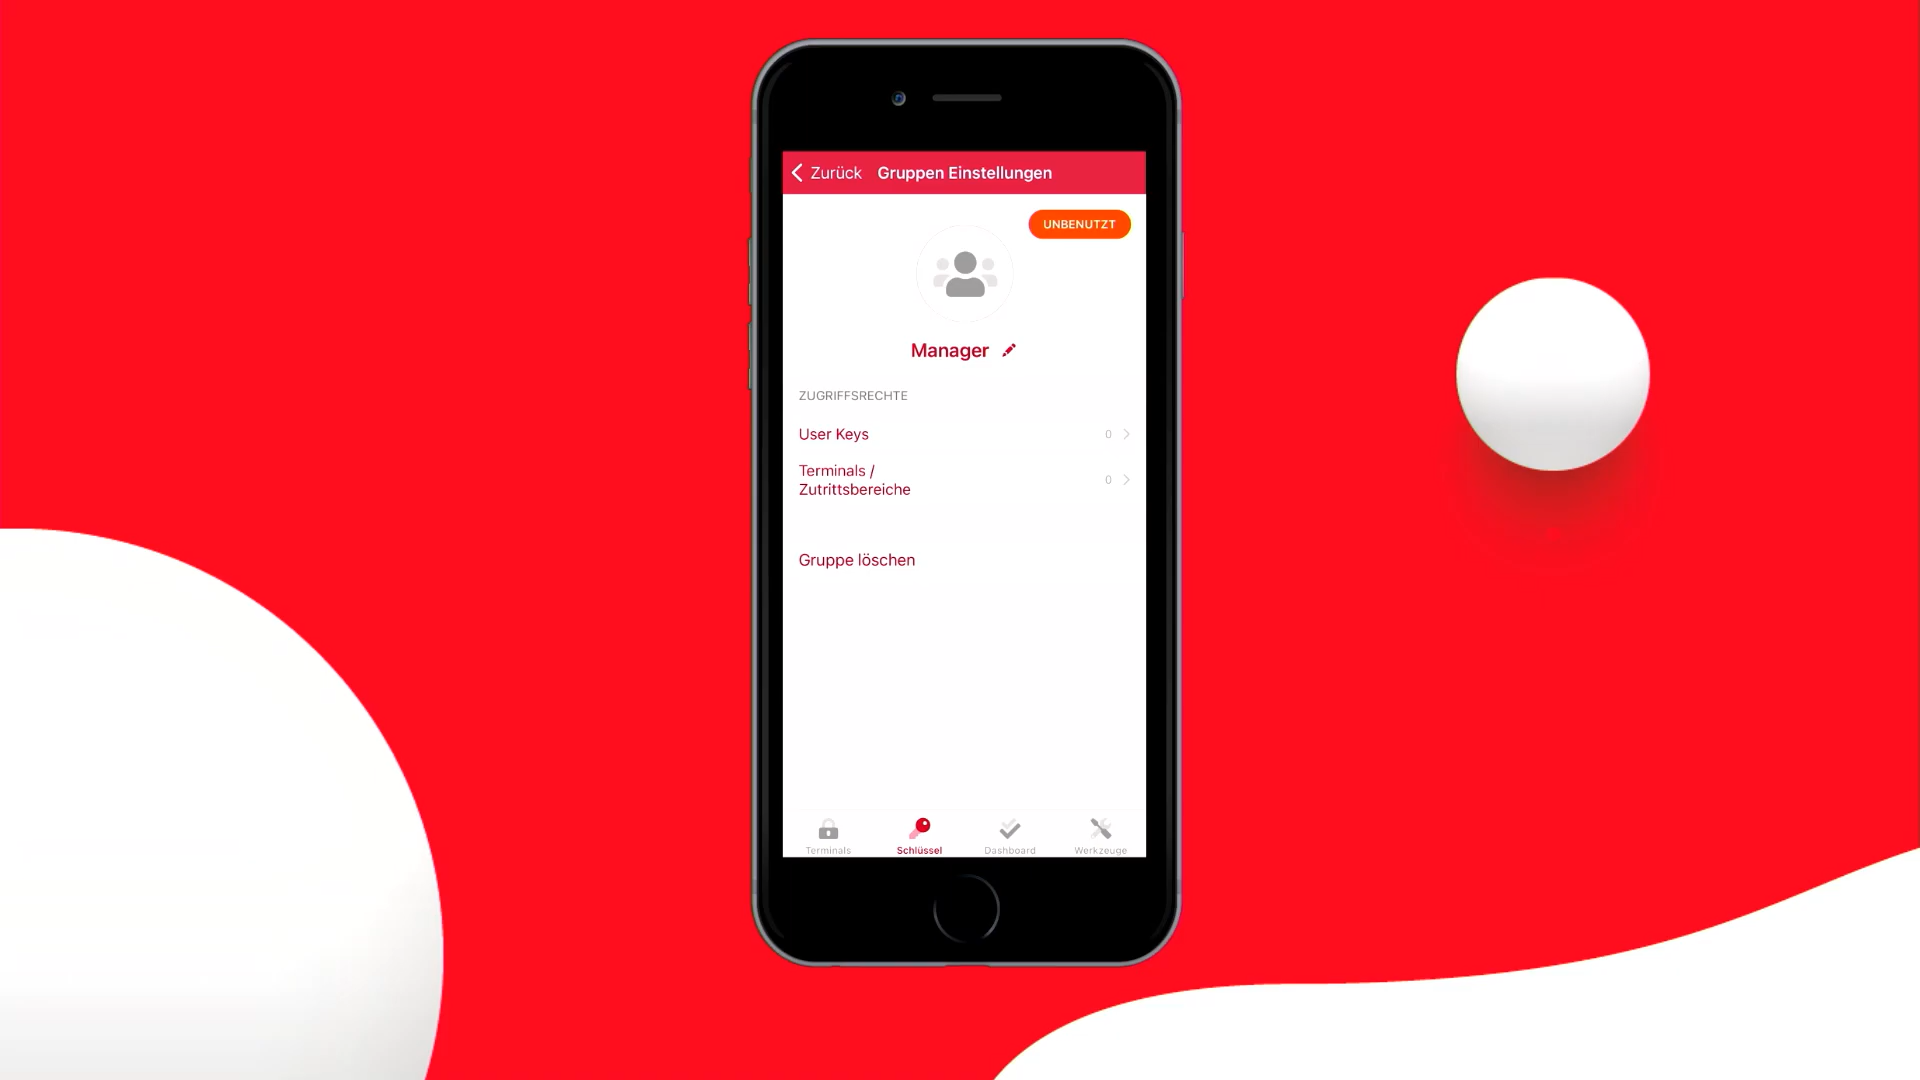 Zurück Gruppen Einstellungen
UNBENUTZT
Manager
ZUGRIFFSRECHTE
User Keys 0
Terminals /
Zutrittsbereiche 0
Gruppe löschen
Terminals Schlüssel Dashboard Werkzeuge